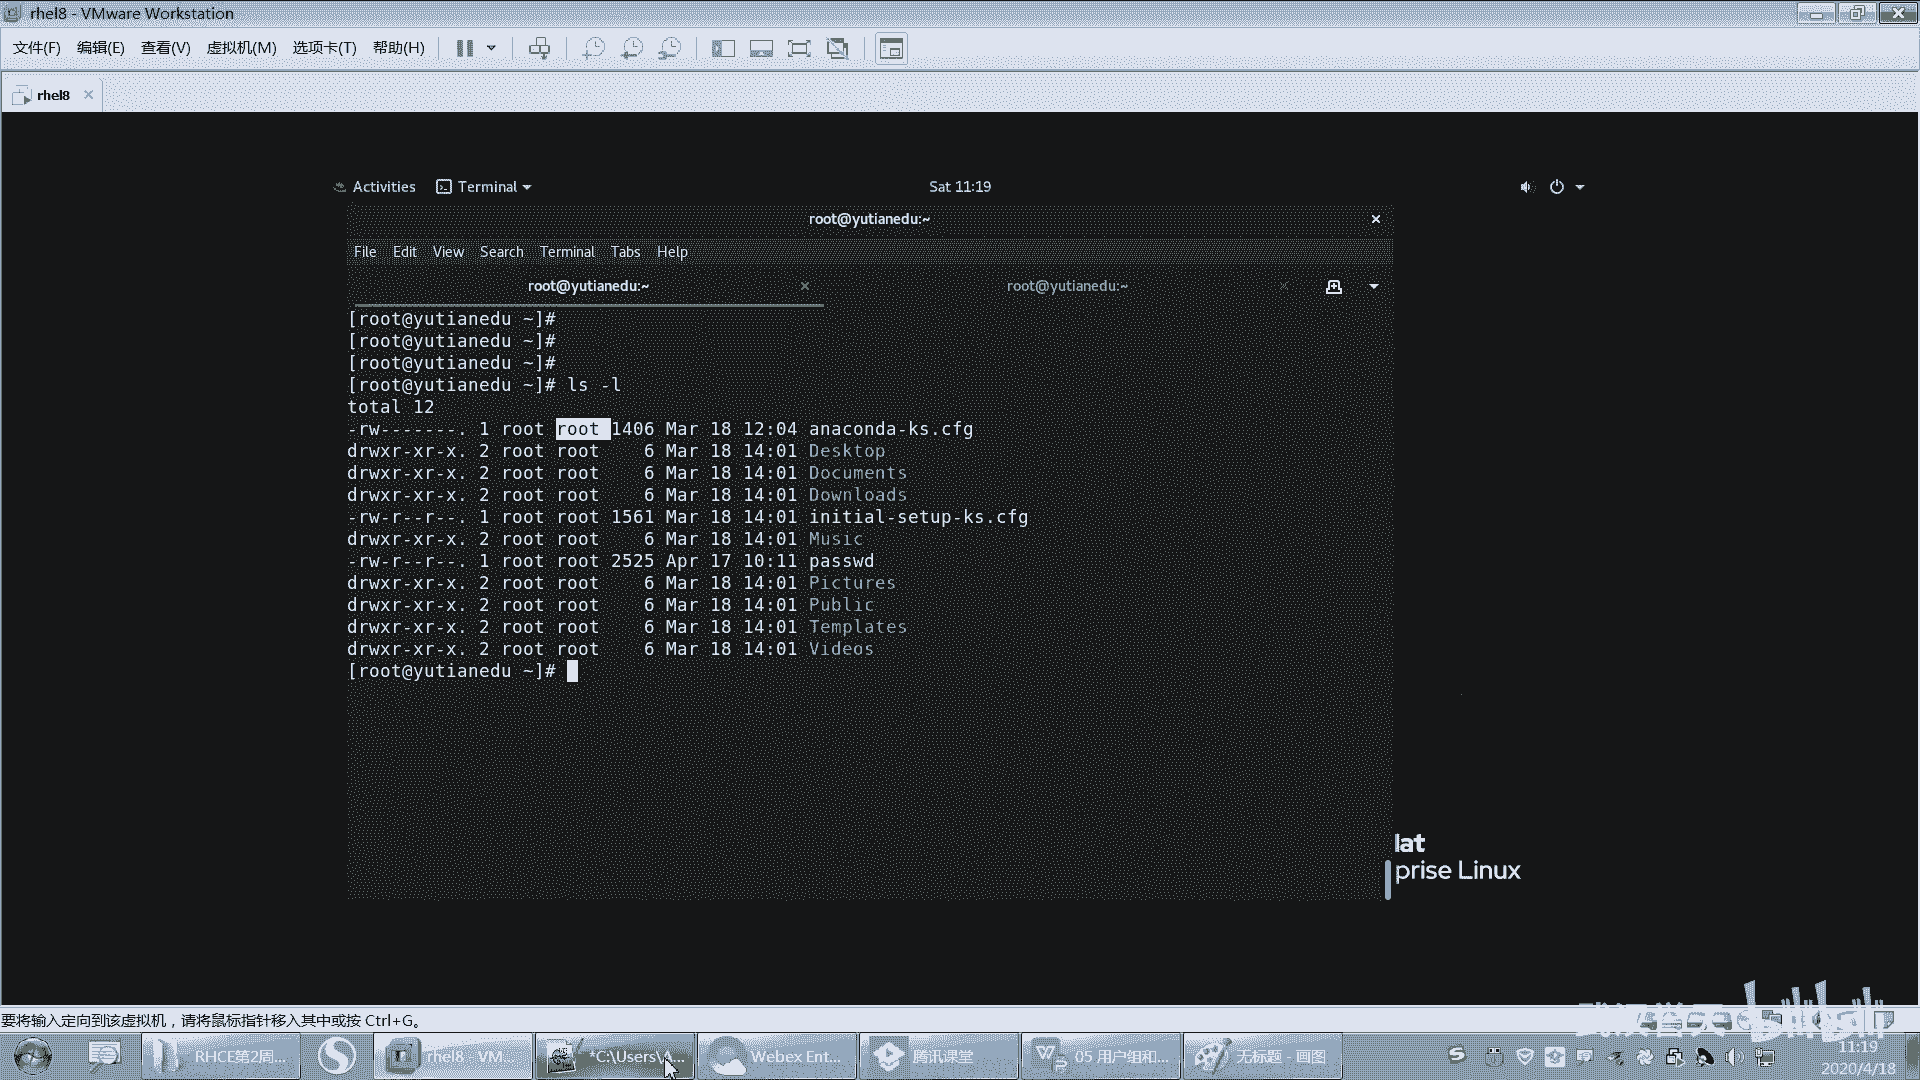 rhel8 - VMware Workstation
文件(F) 编辑(E) 查看(V) 虚拟机(M) 选项卡(T) 帮助(H)
rhel8
Activities Terminal Sat 11:19
root@yutianedu:~
File Edit View Search Terminal Tabs Help
root@yutianedu:~ root@yutianedu:~
[root@yutianedu ~]#
[root@yutianedu ~]#
[root@yutianedu ~]#
[root@yutianedu ~]# ls -l
total 12
-rw-------. 1 root root 1406 Mar 18 12:04 anaconda-ks.cfg
drwxr-xr-x. 2 root root 6 Mar 18 14:01 Desktop
drwxr-xr-x. 2 root root 6 Mar 18 14:01 Documents
drwxr-xr-x. 2 root root 6 Mar 18 14:01 Downloads
-rw-r--r--. 1 root root 1561 Mar 18 14:01 initial-setup-ks.cfg
drwxr-xr-x. 2 root root 6 Mar 18 14:01 Music
-rw-r--r--. 1 root root 2525 Apr 17 10:11 passwd
drwxr-xr-x. 2 root root 6 Mar 18 14:01 Pictures
drwxr-xr-x. 2 root root 6 Mar 18 14:01 Public
drwxr-xr-x. 2 root root 6 Mar 18 14:01 Templates
drwxr-xr-x. 2 root root 6 Mar 18 14:01 Videos
[root@yutianedu ~]#
lat
prise Linux
要将输入定向到该虚拟机，请将鼠标指针移入其中或按 Ctrl+G。
bilibili
RHCE第2周... rhel8 - VM... *C:\Users\A... Webex Ent... 腾讯课堂 05 用户组和... 无标题 - 画图
11:19
2020/4/18